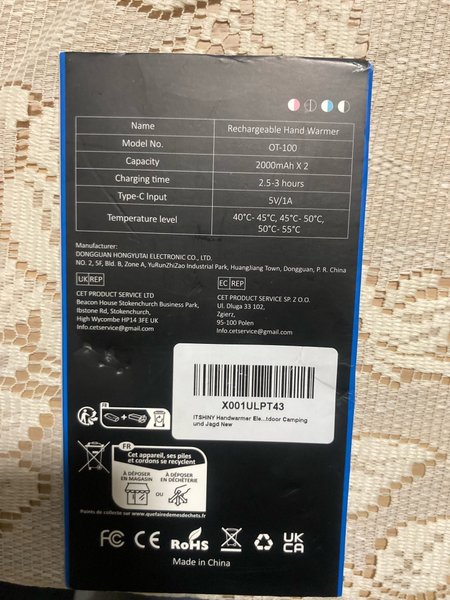 Name Rechargeable Hand Warmer
Model No. OT-100
Capacity 2000mAh X 2
Charging time 2.5-3 hours
Type-C Input 5V/1A
Temperature level 40°C- 45°C, 45°C- 50°C,
50°C- 55°C
Manufacturer:
DONGGUAN HONGYUTAI ELECTRONIC CO., LTD.
NO. 2, 5F, Bld. B, Zone A, YuRunZhiZao Industrial Park, HuangJiang Town, Dongguan, P. R. China
UK REP
CET PRODUCT SERVICE LTD
Beacon House Stokenchurch Business Park,
Ibstone Rd, Stokenchurch,
High Wycombe HP14 3FE UK
Info.cetservice@gmail.com
EC REP
CET PRODUCT SERVICE SP. Z O.O.
Ul. Dluga 33 102,
Zgierz,
95-100 Polen
Info.cetservice@gmail.com
X001ULPT43
ITSHINY Handwarmer Ele...tdoor Camping
und Jagd New
FR
FR
Cet appareil, ses piles
et cordons se recyclent
À DÉPOSER
EN MAGASIN
OU
À DÉPOSER
EN DÉCHÈTERIE
Points de collecte sur www.quefairedemesdechets.fr
FC CE RoHS UK
CA
Made in China